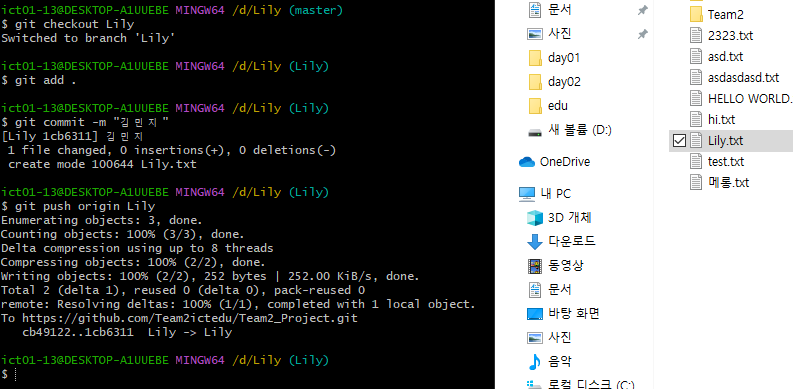 ict01-13@DESKTOP-A1UUEBE MINGW64 /d/Lily (master)
$ git checkout Lily
Switched to branch 'Lily'
ict01-13@DESKTOP-A1UUEBE MINGW64 /d/Lily (Lily)
$ git add .
ict01-13@DESKTOP-A1UUEBE MINGW64 /d/Lily (Lily)
$ git commit -m "김민지"
[Lily 1cb6311] 김민지
1 file changed, 0 insertions(+), 0 deletions(-)
create mode 100644 Lily.txt
ict01-13@DESKTOP-A1UUEBE MINGW64 /d/Lily (Lily)
$ git push origin Lily
Enumerating objects: 3, done.
Counting objects: 100% (3/3), done.
Delta compression using up to 8 threads
Compressing objects: 100% (2/2), done.
Writing objects: 100% (2/2), 252 bytes | 252.00 KiB/s, done.
Total 2 (delta 1), reused 0 (delta 0), pack-reused 0
remote: Resolving deltas: 100% (1/1), completed with 1 local object.
To https://github.com/Team2ictedu/Team2_Project.git
cb49122..1cb6311  Lily -> Lily
ict01-13@DESKTOP-A1UUEBE MINGW64 /d/Lily (Lily)
$
문서
사진
day01
day02
edu
새 볼륨 (D:)
OneDrive
내 PC
3D 개체
다운로드
동영상
문서
바탕 화면
사진
음악
로컬 디스크 (C:)
Team2
2323.txt
asd.txt
asdasdasd.txt
HELLO WORLD.
hi.txt
Lily.txt
test.txt
메롱.txt